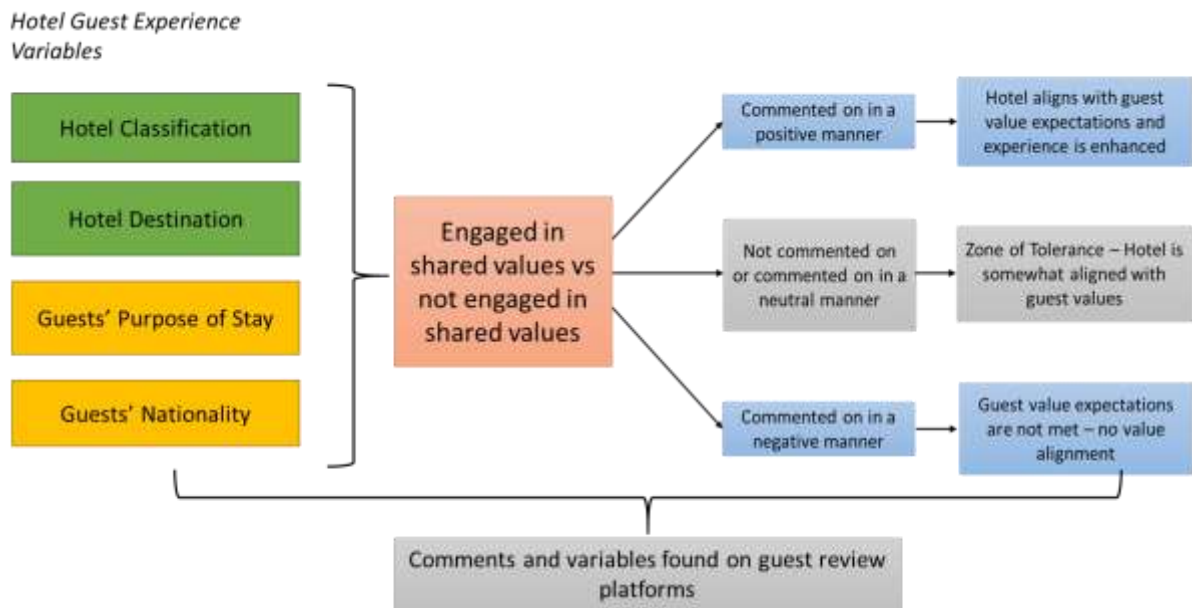 Hotel Guest Experience
Variables
Hotel Classification
Hotel Destination
Guests' Purpose of Stay
Guests' Nationality
Engaged in
shared values vs
not engaged in
shared values
Commented on in a
positive manner
Hotel aligns with guest
value expectations and
experience is enhanced
Not commented on
or commented on in a
neutral manner
Zone of Tolerance – Hotel is
somewhat aligned with
guest values
Commented on in a
negative manner
Guest value expectations
are not met – no value
alignment
Comments and variables found on guest review
platforms